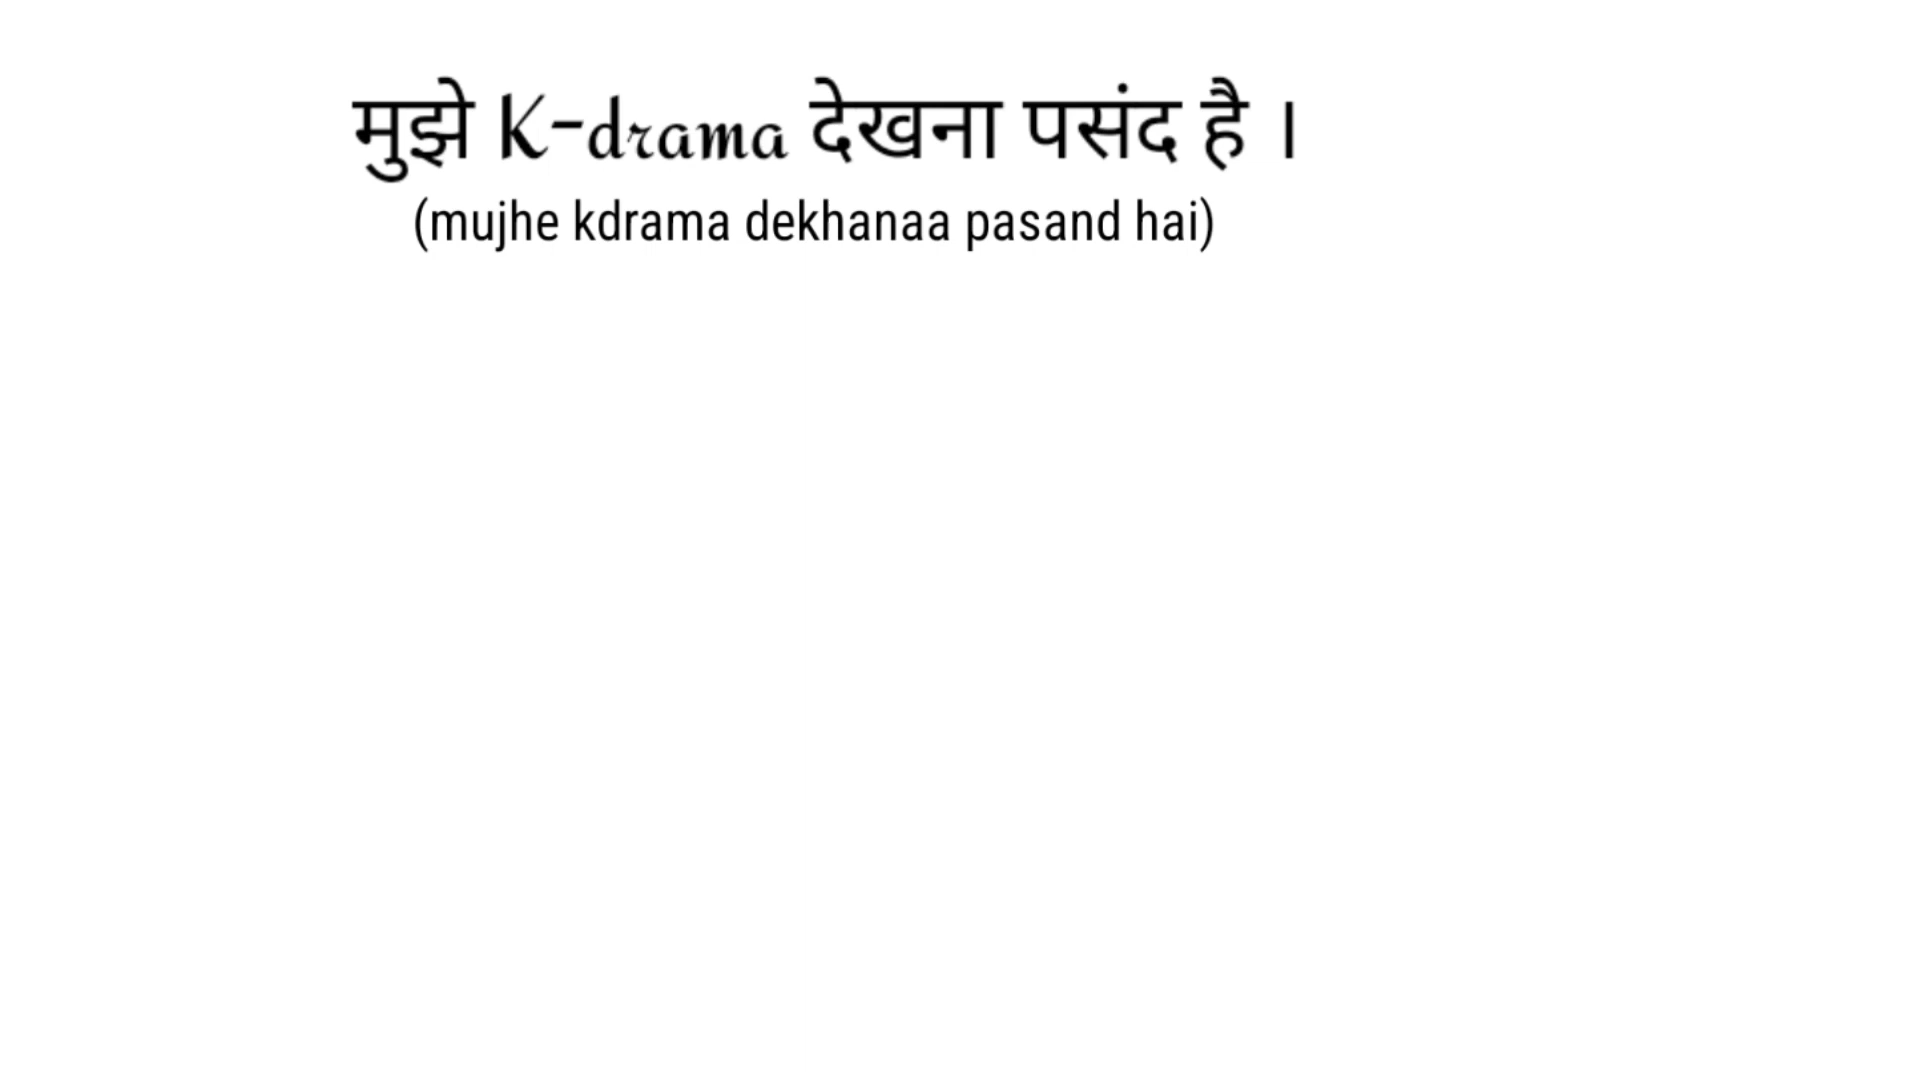 मुझे K-drama देखना पसंद है ।
(mujhe kdrama dekhanaa pasand hai)